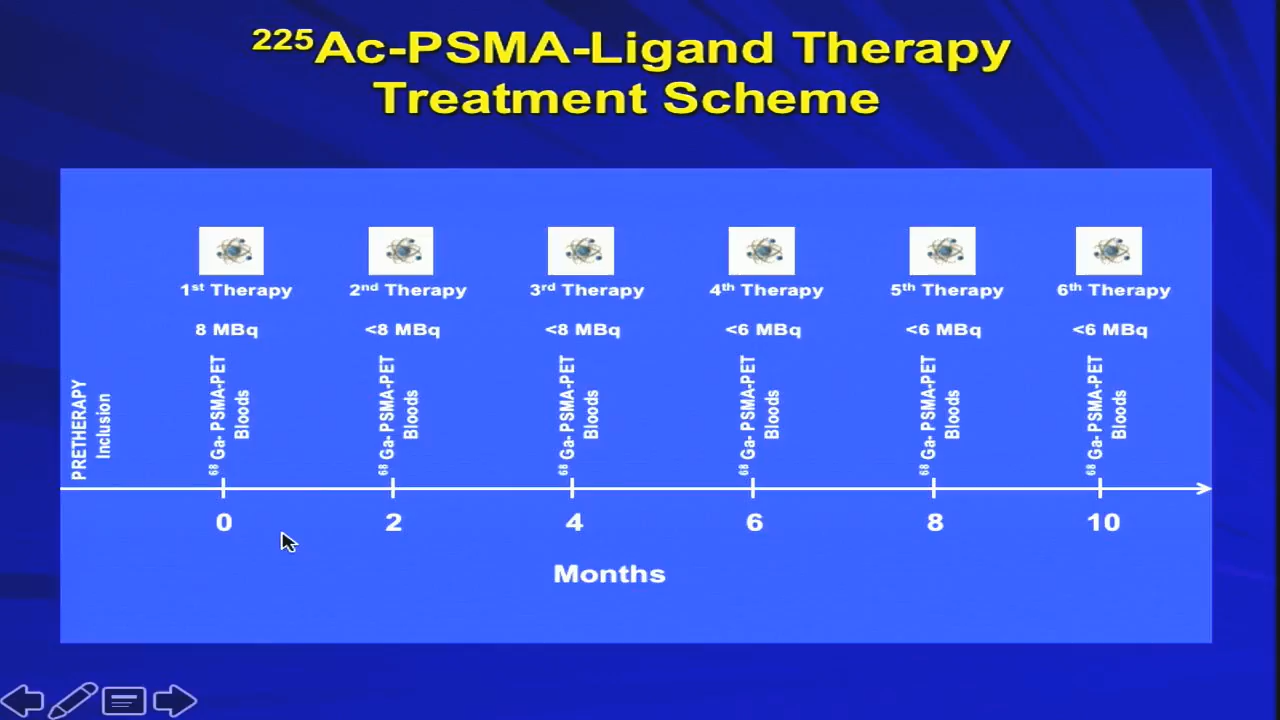 ²²⁵Ac-PSMA-Ligand Therapy
Treatment Scheme
1st Therapy 2nd Therapy 3rd Therapy 4th Therapy 5th Therapy 6th Therapy
8 MBq <8 MBq <8 MBq <6 MBq <6 MBq <6 MBq
PRETHERAPY
Inclusion
⁶⁸ Ga- PSMA-PET
Bloods
⁶⁸ Ga- PSMA-PET
Bloods
⁶⁸ Ga- PSMA-PET
Bloods
⁶⁸ Ga- PSMA-PET
Bloods
⁶⁸ Ga- PSMA-PET
Bloods
⁶⁸ Ga- PSMA-PET
Bloods
0 2 4 6 8 10
Months